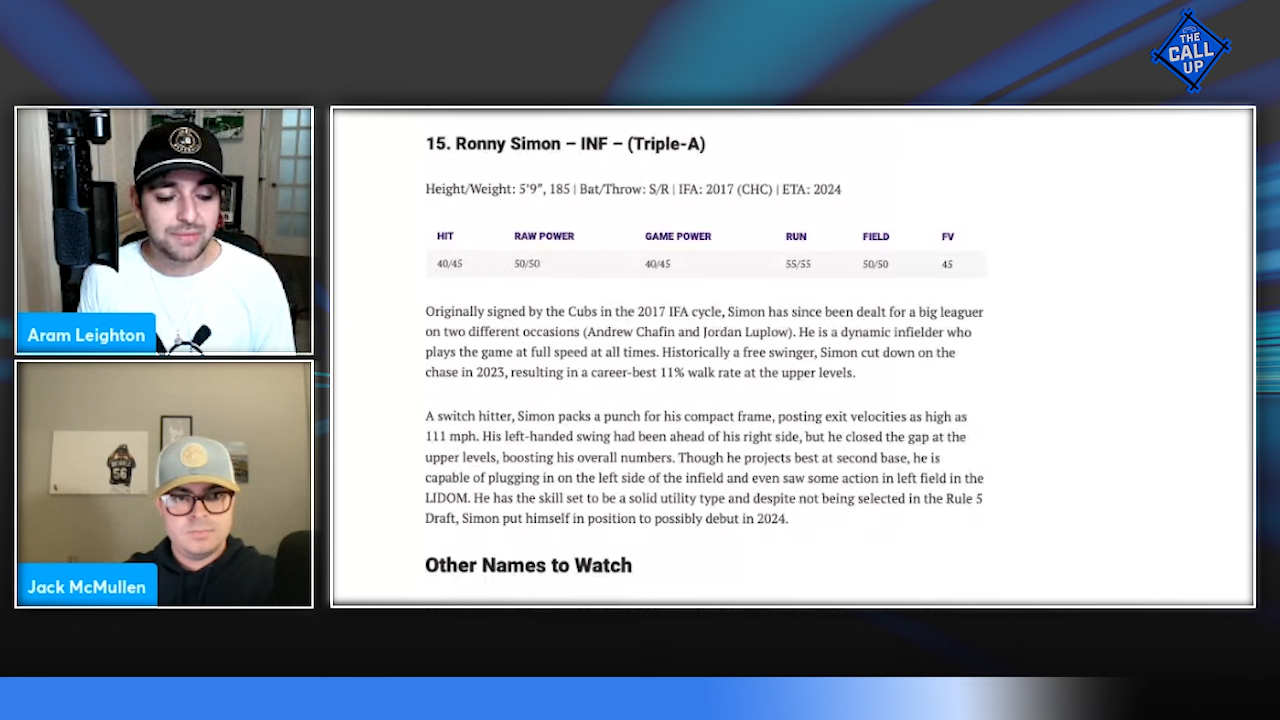 THE
CALL
UP
15. Ronny Simon – INF – (Triple-A)
Height/Weight: 5'9″, 185 | Bat/Throw: S/R | IFA: 2017 (CHC) | ETA: 2024
HIT RAW POWER GAME POWER RUN FIELD FV
40/45 50/50 40/45 55/55 50/50 45
Originally signed by the Cubs in the 2017 IFA cycle, Simon has since been dealt for a big leaguer
on two different occasions (Andrew Chafin and Jordan Luplow). He is a dynamic infielder who
plays the game at full speed at all times. Historically a free swinger, Simon cut down on the
chase in 2023, resulting in a career-best 11% walk rate at the upper levels.
A switch hitter, Simon packs a punch for his compact frame, posting exit velocities as high as
111 mph. His left-handed swing had been ahead of his right side, but he closed the gap at the
upper levels, boosting his overall numbers. Though he projects best at second base, he is
capable of plugging in on the left side of the infield and even saw some action in left field in the
LIDOM. He has the skill set to be a solid utility type and despite not being selected in the Rule 5
Draft, Simon put himself in position to possibly debut in 2024.
Other Names to Watch
Aram Leighton
56
Jack McMullen